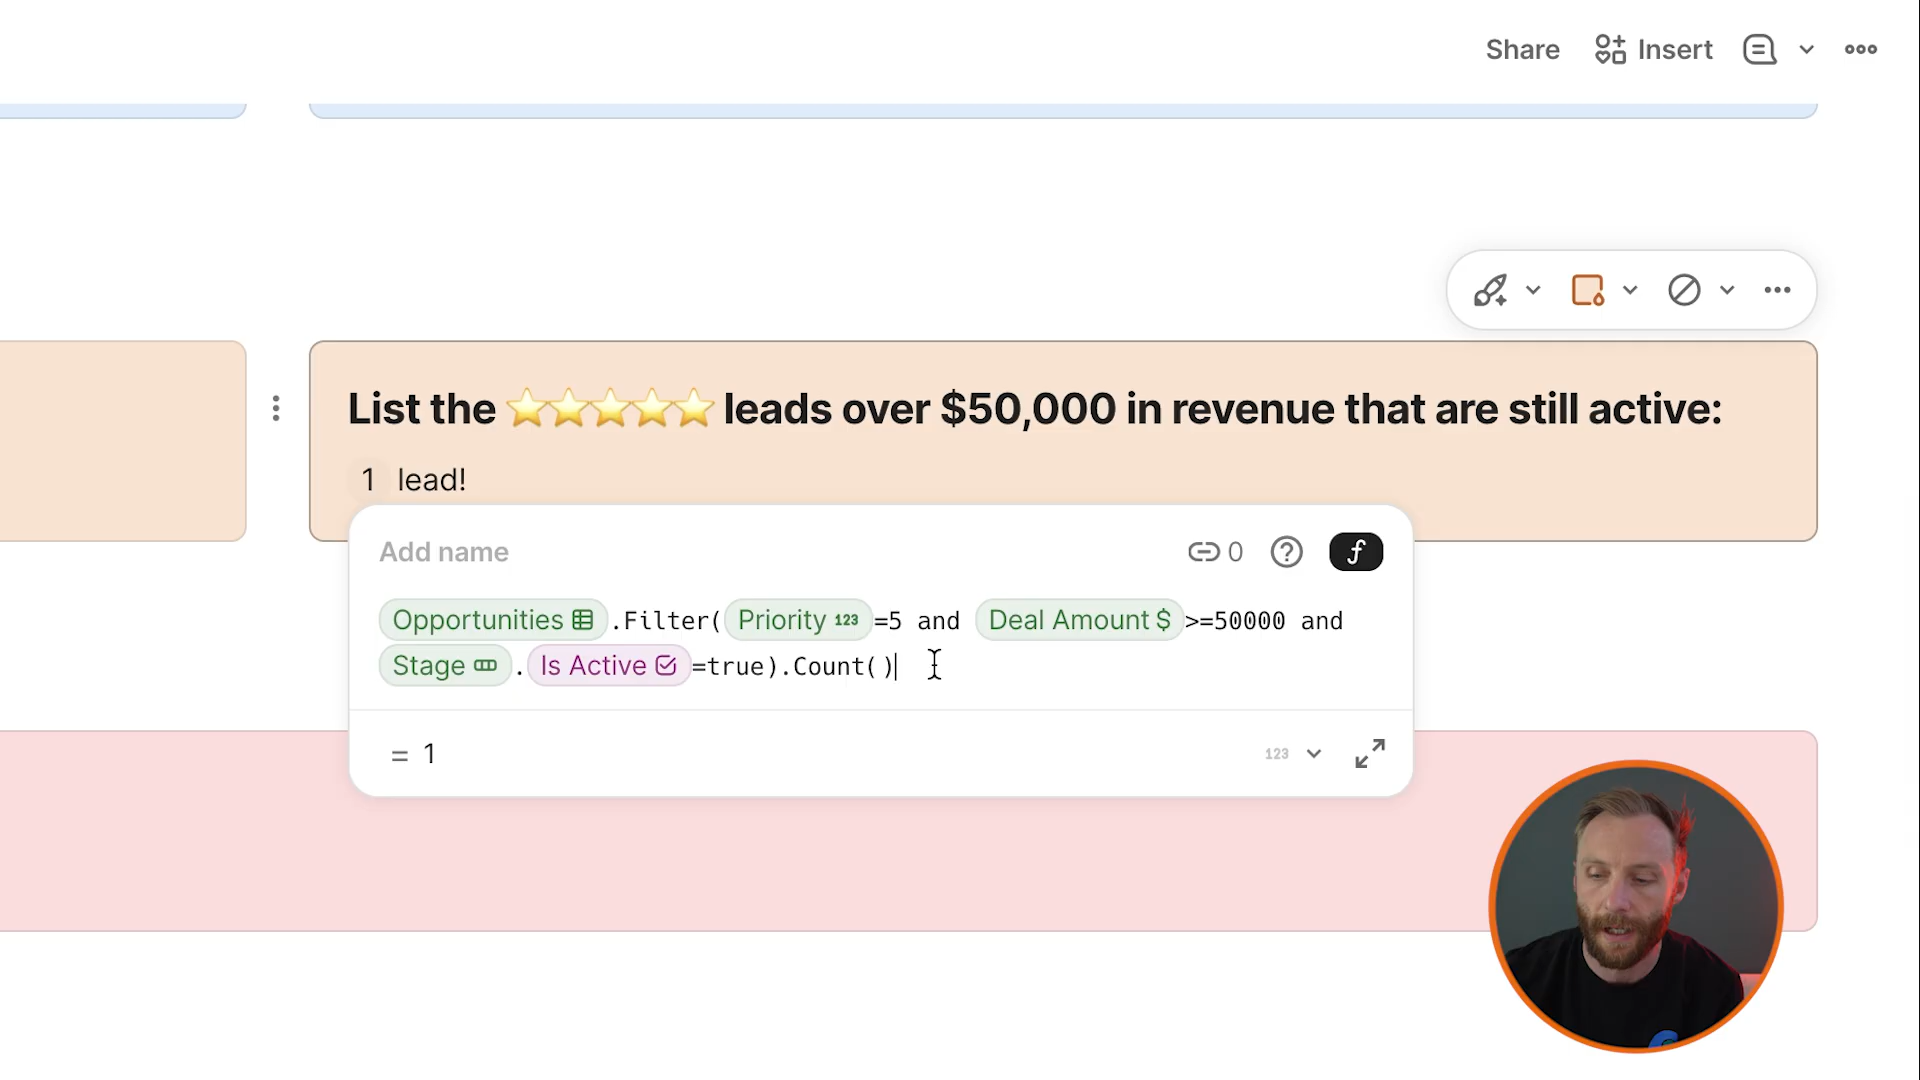 Share Insert
List the ⭐⭐⭐⭐⭐ leads over $50,000 in revenue that are still active:
1 lead!
Add name 0
Opportunities .Filter( Priority 123 =5 and Deal Amount $ >=50000 and
Stage . Is Active =true).Count()
= 1 123